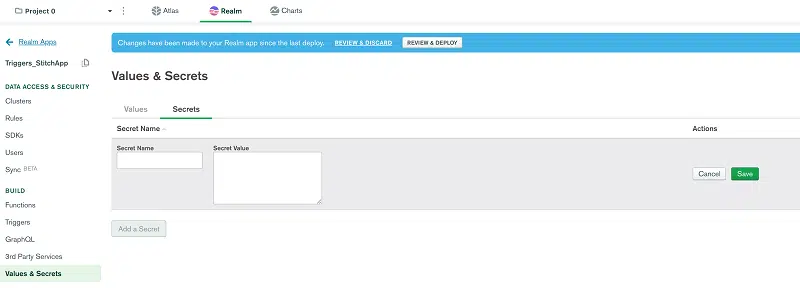 Project 0
Atlas
Realm
Charts
Realm Apps
Changes have been made to your Realm app since the last deploy. REVIEW & DISCARD REVIEW & DEPLOY
Triggers_StitchApp
Values & Secrets
DATA ACCESS & SECURITY
Clusters
Rules
SDKs
Users
Sync BETA
BUILD
Functions
Triggers
GraphQL
3rd Party Services
Values & Secrets
Values Secrets
Secret Name Actions
Secret Name Secret Value
Cancel Save
Add a Secret